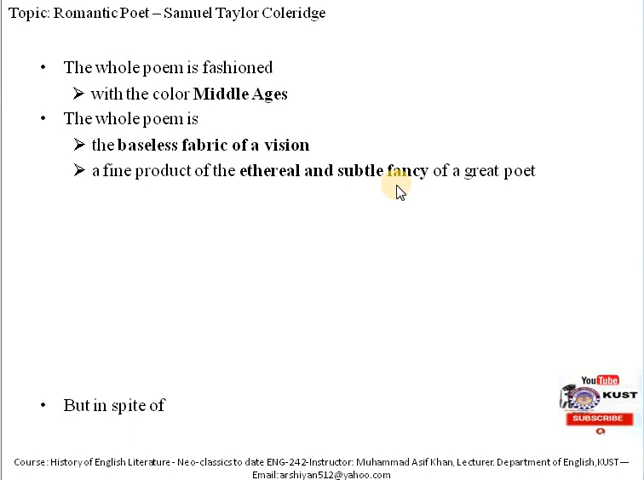 Topic: Romantic Poet – Samuel Taylor Coleridge
• The whole poem is fashioned
➢ with the color Middle Ages
• The whole poem is
➢ the baseless fabric of a vision
➢ a fine product of the ethereal and subtle fancy of a great poet
YouTube
KUST
SUBSCRIBE
• But in spite of
Course: History of English Literature - Neo-classics to date ENG-242-Instructor: Muhammad Asif Khan, Lecturer. Department of English,KUST—
Email:arshiyan512@yahoo.com